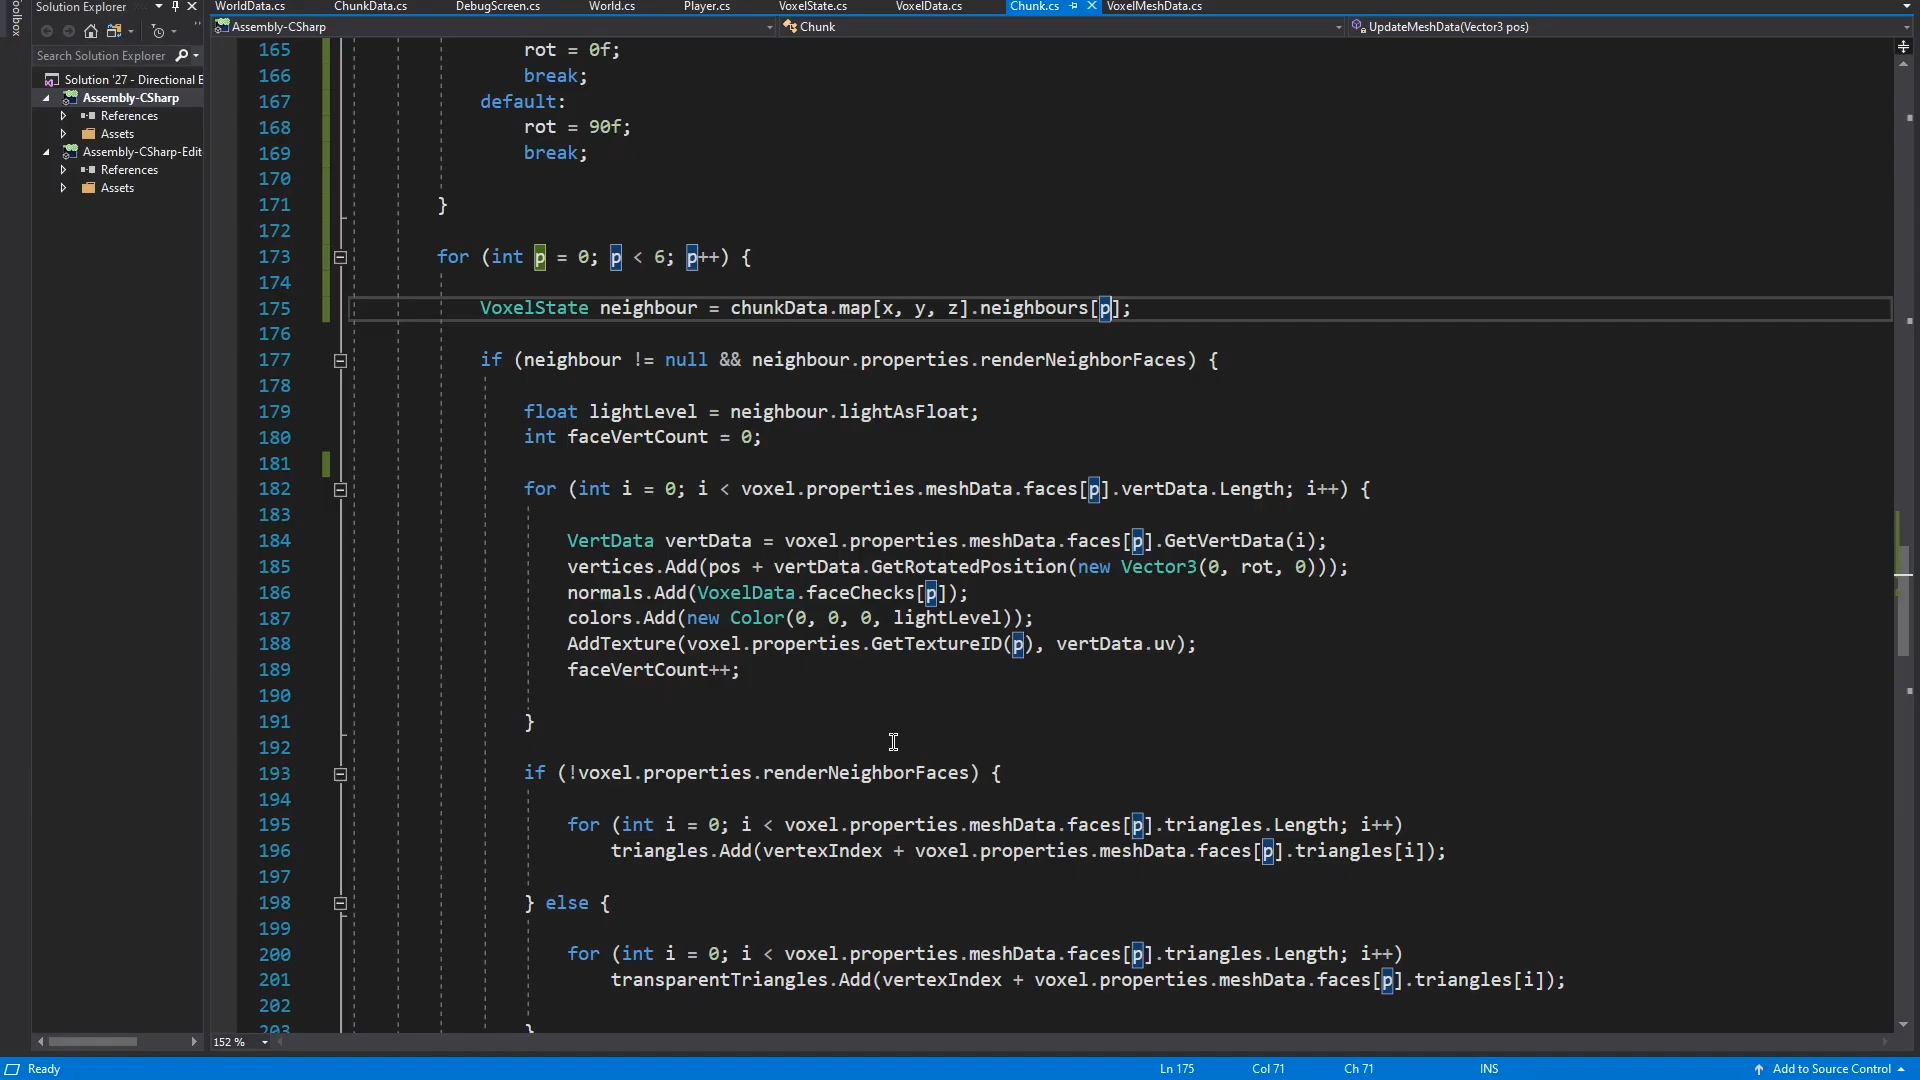 Toolbox
Solution Explorer
Search Solution Explorer
Solution '27 - Directional E
Assembly-CSharp
References
Assets
Assembly-CSharp-Edit
References
Assets
WorldData.cs ChunkData.cs DebugScreen.cs World.cs Player.cs VoxelState.cs VoxelData.cs Chunk.cs VoxelMeshData.cs
Assembly-CSharp Chunk UpdateMeshData(Vector3 pos)
165 rot = 0f;
166 break;
167 default:
168 rot = 90f;
169 break;
170
171 }
172
173 for (int p = 0; p < 6; p++) {
174
175 VoxelState neighbour = chunkData.map[x, y, z].neighbours[p];
176
177 if (neighbour != null && neighbour.properties.renderNeighborFaces) {
178
179 float lightLevel = neighbour.lightAsFloat;
180 int faceVertCount = 0;
181
182 for (int i = 0; i < voxel.properties.meshData.faces[p].vertData.Length; i++) {
183
184 VertData vertData = voxel.properties.meshData.faces[p].GetVertData(i);
185 vertices.Add(pos + vertData.GetRotatedPosition(new Vector3(0, rot, 0)));
186 normals.Add(VoxelData.faceChecks[p]);
187 colors.Add(new Color(0, 0, 0, lightLevel));
188 AddTexture(voxel.properties.GetTextureID(p), vertData.uv);
189 faceVertCount++;
190
191 }
192
193 if (!voxel.properties.renderNeighborFaces) {
194
195 for (int i = 0; i < voxel.properties.meshData.faces[p].triangles.Length; i++)
196 triangles.Add(vertexIndex + voxel.properties.meshData.faces[p].triangles[i]);
197
198 } else {
199
200 for (int i = 0; i < voxel.properties.meshData.faces[p].triangles.Length; i++)
201 transparentTriangles.Add(vertexIndex + voxel.properties.meshData.faces[p].triangles[i]);
202
203 }
152 %
Ready Ln 175 Col 71 Ch 71 INS Add to Source Control